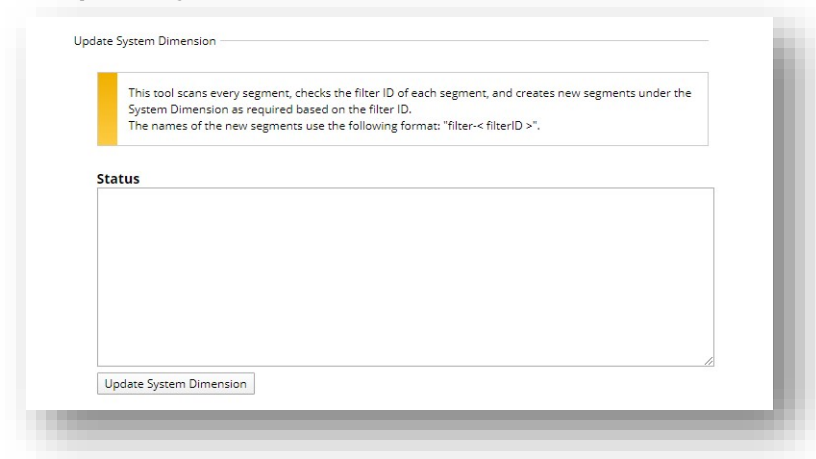 Update System Dimension
This tool scans every segment, checks the filter ID of each segment, and creates new segments under the
System Dimension as required based on the filter ID.
The names of the new segments use the following format: "filter-< filterID >".
Status
Update System Dimension